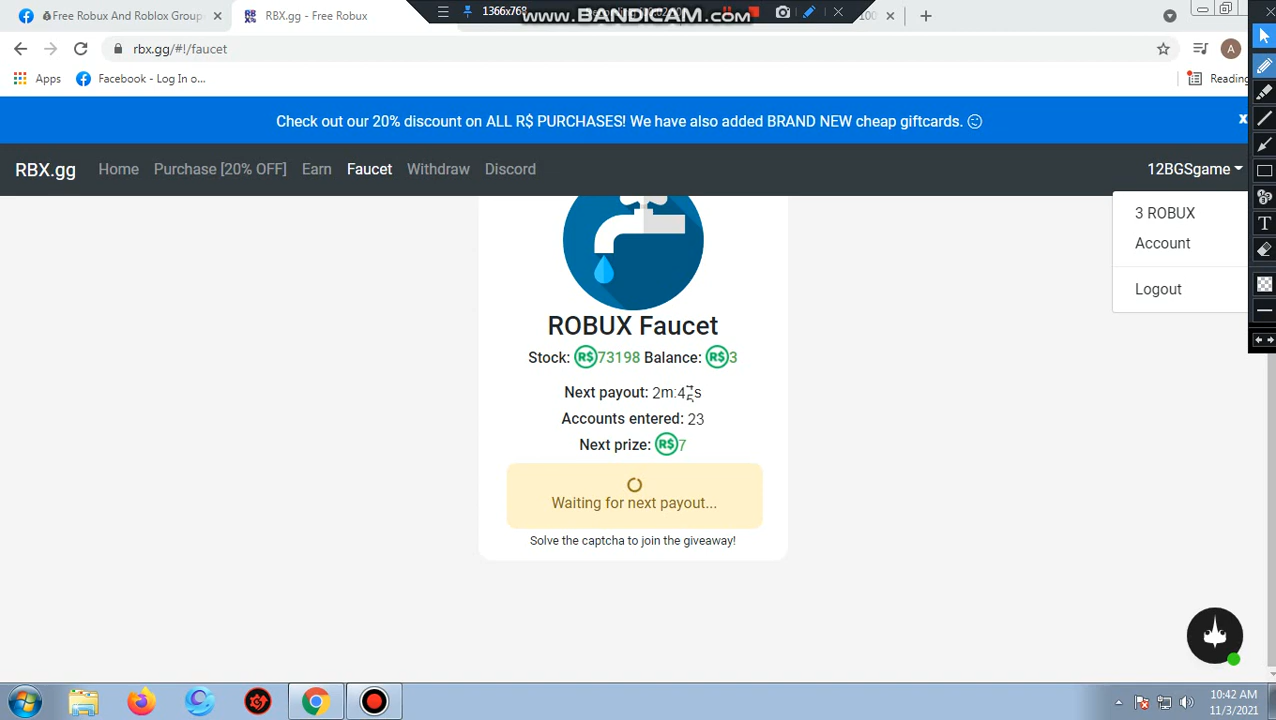 Free Robux And Roblox Group
RBX.gg - Free Robux
1366x768
www.BANDICAM.com
rbx.gg/#!/faucet
A
Apps
Facebook - Log In o...
Reading
Check out our 20% discount on ALL R$ PURCHASES! We have also added BRAND NEW cheap giftcards.
x
RBX.gg
Home
Purchase [20% OFF]
Earn
Faucet
Withdraw
Discord
12BGSgame
3 ROBUX
Account
Logout
ROBUX Faucet
Stock: R$ 73198 Balance: R$ 3
Next payout:
Accounts entered: 23
Next prize: R$ 7
Waiting for next payout...
Solve the captcha to join the giveaway!
10:42 AM
11/3/2021